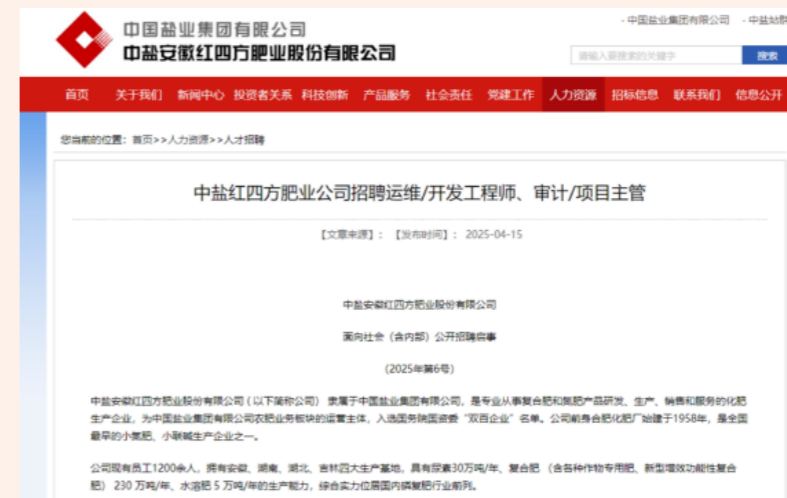 - 中国盐业集团有限公司 - 中盐站群
中国盐业集团有限公司
中盐安徽红四方肥业股份有限公司
请输入要搜索的关键字 搜索
首页 关于我们 新闻中心 投资者关系 科技创新 产品服务 社会责任 党建工作 人力资源 招标信息 联系我们 信息公开
您当前的位置：首页>>人力资源>>人才招聘
中盐红四方肥业公司招聘运维/开发工程师、审计/项目主管
【文章来源】： 【发布时间】： 2025-04-15
中盐安徽红四方肥业股份有限公司
面向社会（含内部）公开招聘启事
(2025年第6号)
中盐安徽红四方肥业股份有限公司（以下简称公司） 隶属于中国盐业集团有限公司，是专业从事复合肥和氮肥产品研发、生产、销售和服务的化肥
生产企业，为中国盐业集团有限公司农肥业务板块的运营主体，入选国务院国资委“双百企业”名单。公司前身合肥化肥厂始建于1958年，是全国
最早的小氮肥、小联碱生产企业之一。
公司现有员工1200余人，拥有安徽、湖南、湖北、吉林四大生产基地，具有尿素30万吨/年、复合肥 （含各种作物专用肥、新型增效功能性复合
肥） 230 万吨/年、水溶肥 5 万吨/年的生产能力，综合实力位居国内磷复肥行业前列。